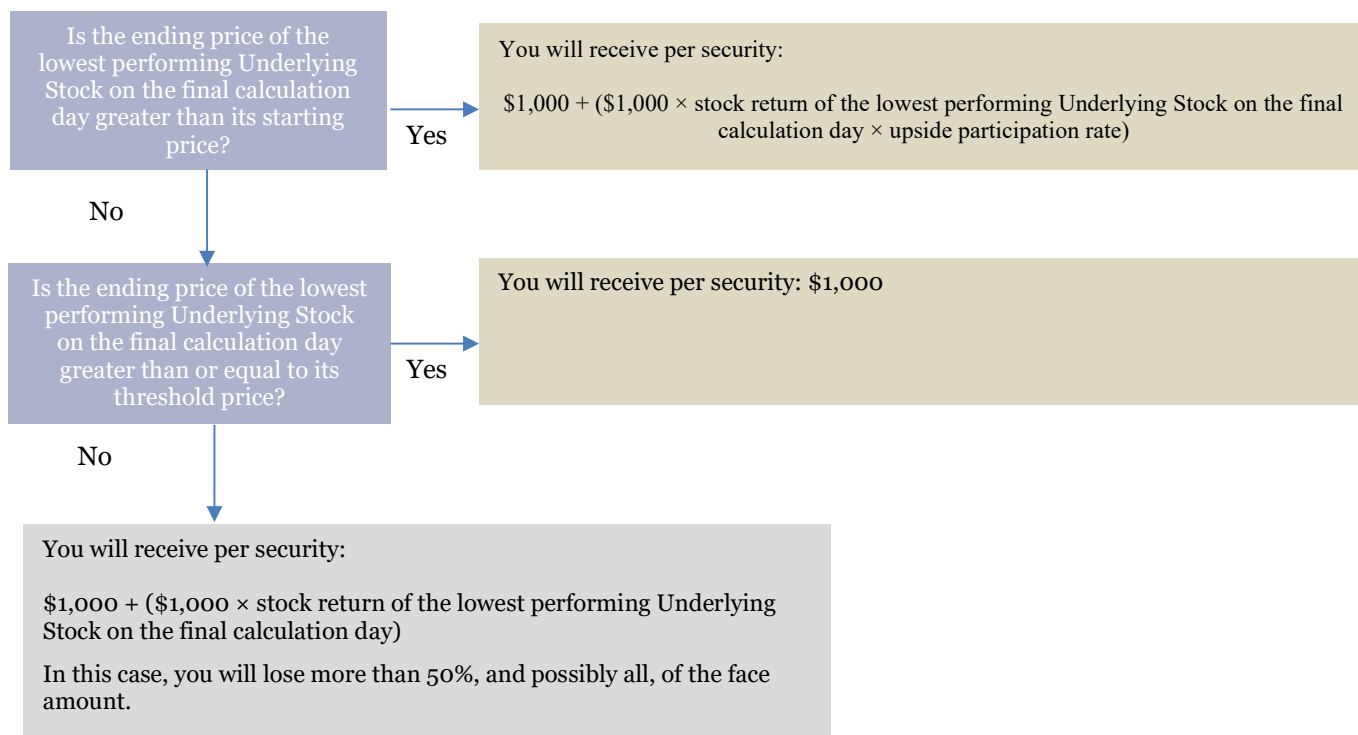 Is the ending price of the
lowest performing Underlying
Stock on the final calculation
day greater than its starting
price?
Yes
You will receive per security:
$1,000 + ($1,000 × stock return of the lowest performing Underlying Stock on the final
calculation day × upside participation rate)
No
Is the ending price of the lowest
performing Underlying Stock
on the final calculation day
greater than or equal to its
threshold price?
Yes
You will receive per security: $1,000
No
You will receive per security:
$1,000 + ($1,000 × stock return of the lowest performing Underlying
Stock on the final calculation day)
In this case, you will lose more than 50%, and possibly all, of the face
amount.